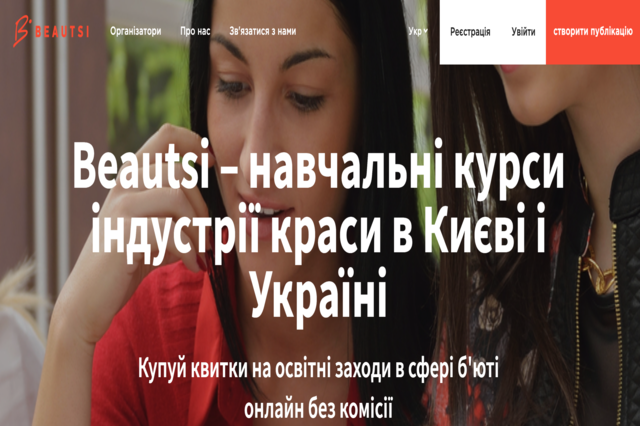 BEAUTSI
Організатори
Про нас
Зв'язатися з нами
Укр
Реєстрація
Увійти
створити публікацію
Beautsi – навчальні курси
індустрії краси в Києві і
Україні
Купуй квитки на освітні заходи в сфері б'юті
онлайн без комісії